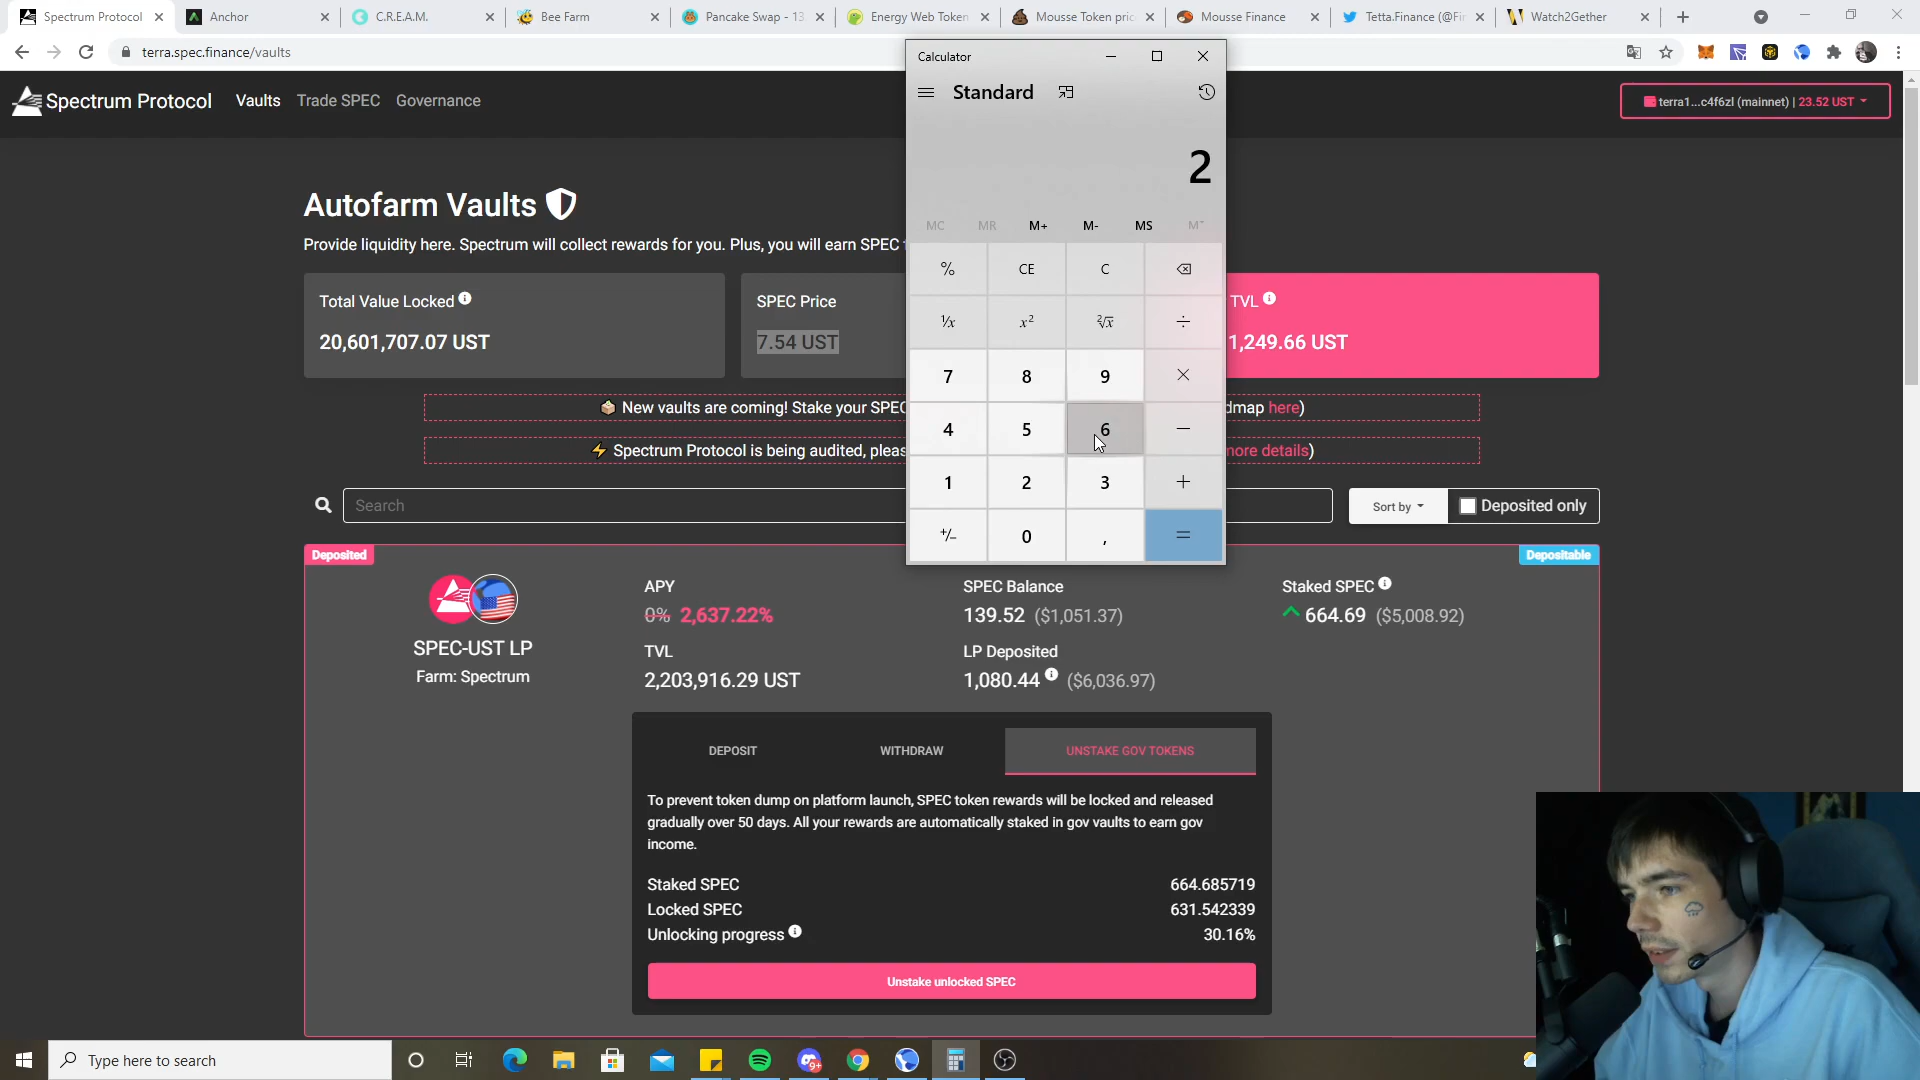 Spectrum Protocol
Anchor
C.R.E.A.M.
Bee Farm
Pancake Swap - 13
Energy Web Token
Mousse Token pric
Mousse Finance
Tetta.Finance (@Fi
Watch2Gether
terra.spec.finance/vaults
Spectrum Protocol
Vaults
Trade SPEC
Governance
terra1...c4f6zl (mainnet) | 23.52 UST
Autofarm Vaults
Provide liquidity here. Spectrum will collect rewards for you. Plus, you will earn SPEC
Total Value Locked
20,601,707.07 UST
SPEC Price
7.54 UST
TVL
1,249.66 UST
New vaults are coming! Stake your SPEC
dmap here)
Spectrum Protocol is being audited, pleas
more details)
Search
Sort by
Deposited only
Calculator
Standard
2
MC MR M+ M- MS M˅
% CE C
¹/x x² ²√x ÷
7 8 9 ×
4 5 6 −
1 2 3 +
+/− 0 , =
Deposited
Depositable
SPEC-UST LP
Farm: Spectrum
APY
0% 2,637.22%
TVL
2,203,916.29 UST
SPEC Balance
139.52 ($1,051.37)
LP Deposited
1,080.44 ($6,036.97)
Staked SPEC
664.69 ($5,008.92)
DEPOSIT
WITHDRAW
UNSTAKE GOV TOKENS
To prevent token dump on platform launch, SPEC token rewards will be locked and released
gradually over 50 days. All your rewards are automatically staked in gov vaults to earn gov
income.
Staked SPEC 664.685719
Locked SPEC 631.542339
Unlocking progress 30.16%
Unstake unlocked SPEC
Type here to search
9+